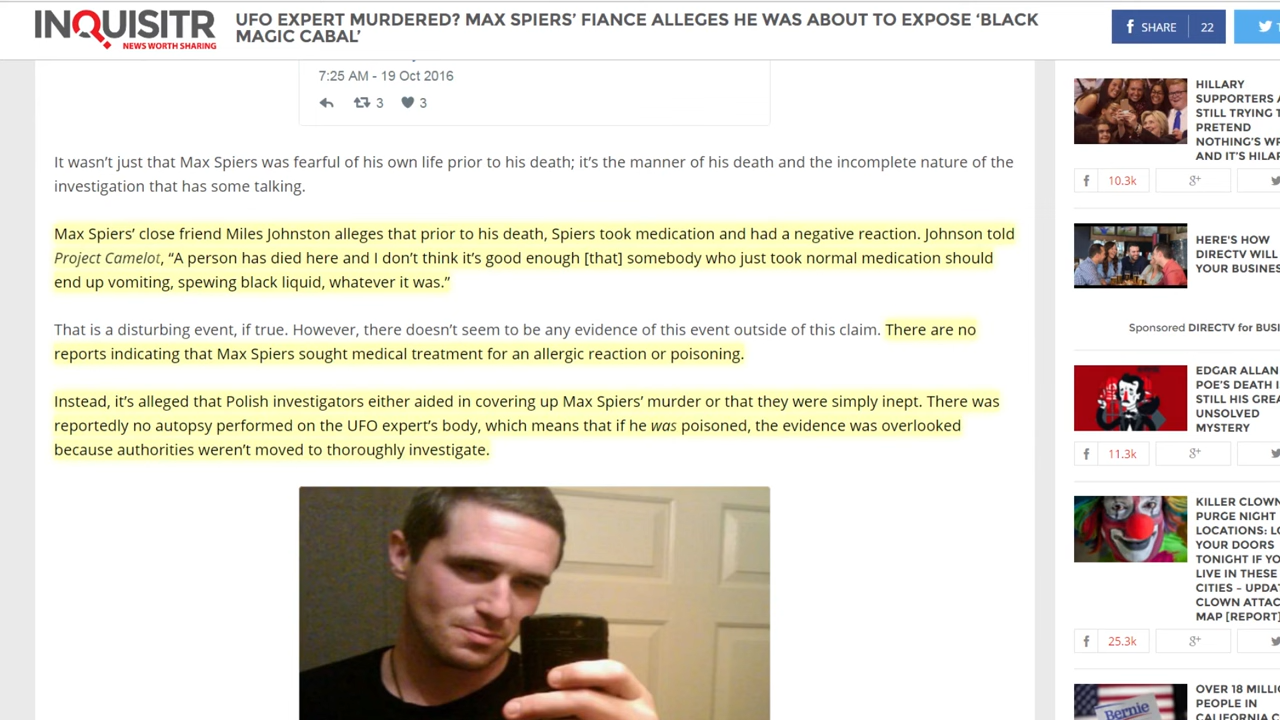 INQUISITR
NEWS WORTH SHARING
UFO EXPERT MURDERED? MAX SPIERS’ FIANCE ALLEGES HE WAS ABOUT TO EXPOSE ‘BLACK
MAGIC CABAL’
SHARE 22
7:25 AM - 19 Oct 2016
3 3
It wasn’t just that Max Spiers was fearful of his own life prior to his death; it’s the manner of his death and the incomplete nature of the
investigation that has some talking.
Max Spiers’ close friend Miles Johnston alleges that prior to his death, Spiers took medication and had a negative reaction. Johnson told
Project Camelot, “A person has died here and I don’t think it’s good enough [that] somebody who just took normal medication should
end up vomiting, spewing black liquid, whatever it was.”
That is a disturbing event, if true. However, there doesn’t seem to be any evidence of this event outside of this claim. There are no
reports indicating that Max Spiers sought medical treatment for an allergic reaction or poisoning.
Instead, it’s alleged that Polish investigators either aided in covering up Max Spiers’ murder or that they were simply inept. There was
reportedly no autopsy performed on the UFO expert’s body, which means that if he was poisoned, the evidence was overlooked
because authorities weren’t moved to thoroughly investigate.
HILLARY
SUPPORTERS A
STILL TRYING T
PRETEND
NOTHING’S WR
AND IT’S HILAR
10.3k
HERE’S HOW
DIRECTV WILL
YOUR BUSINES
Sponsored DIRECTV for BUSI
EDGAR ALLAN
POE’S DEATH I
STILL HIS GREA
UNSOLVED
MYSTERY
11.3k
KILLER CLOWN
PURGE NIGHT
LOCATIONS: LO
YOUR DOORS
TONIGHT IF YO
LIVE IN THESE
CITIES – UPDAT
CLOWN ATTAC
MAP [REPORT]
25.3k
OVER 18 MILLI
PEOPLE IN
CALIFORNIA C
Bernie